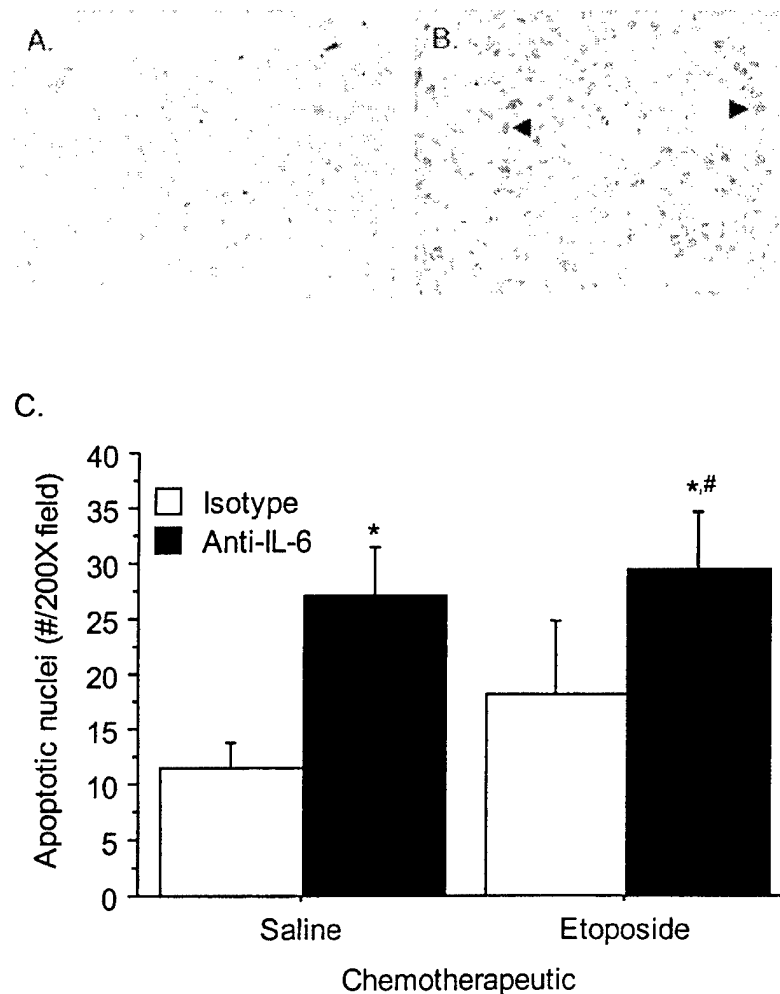 A.
B.
C.
Apoptotic nuclei (#/200X field)
40
35
30
25
20
15
10
5
0
Isotype
Anti-IL-6
*
*,#
Saline
Etoposide
Chemotherapeutic